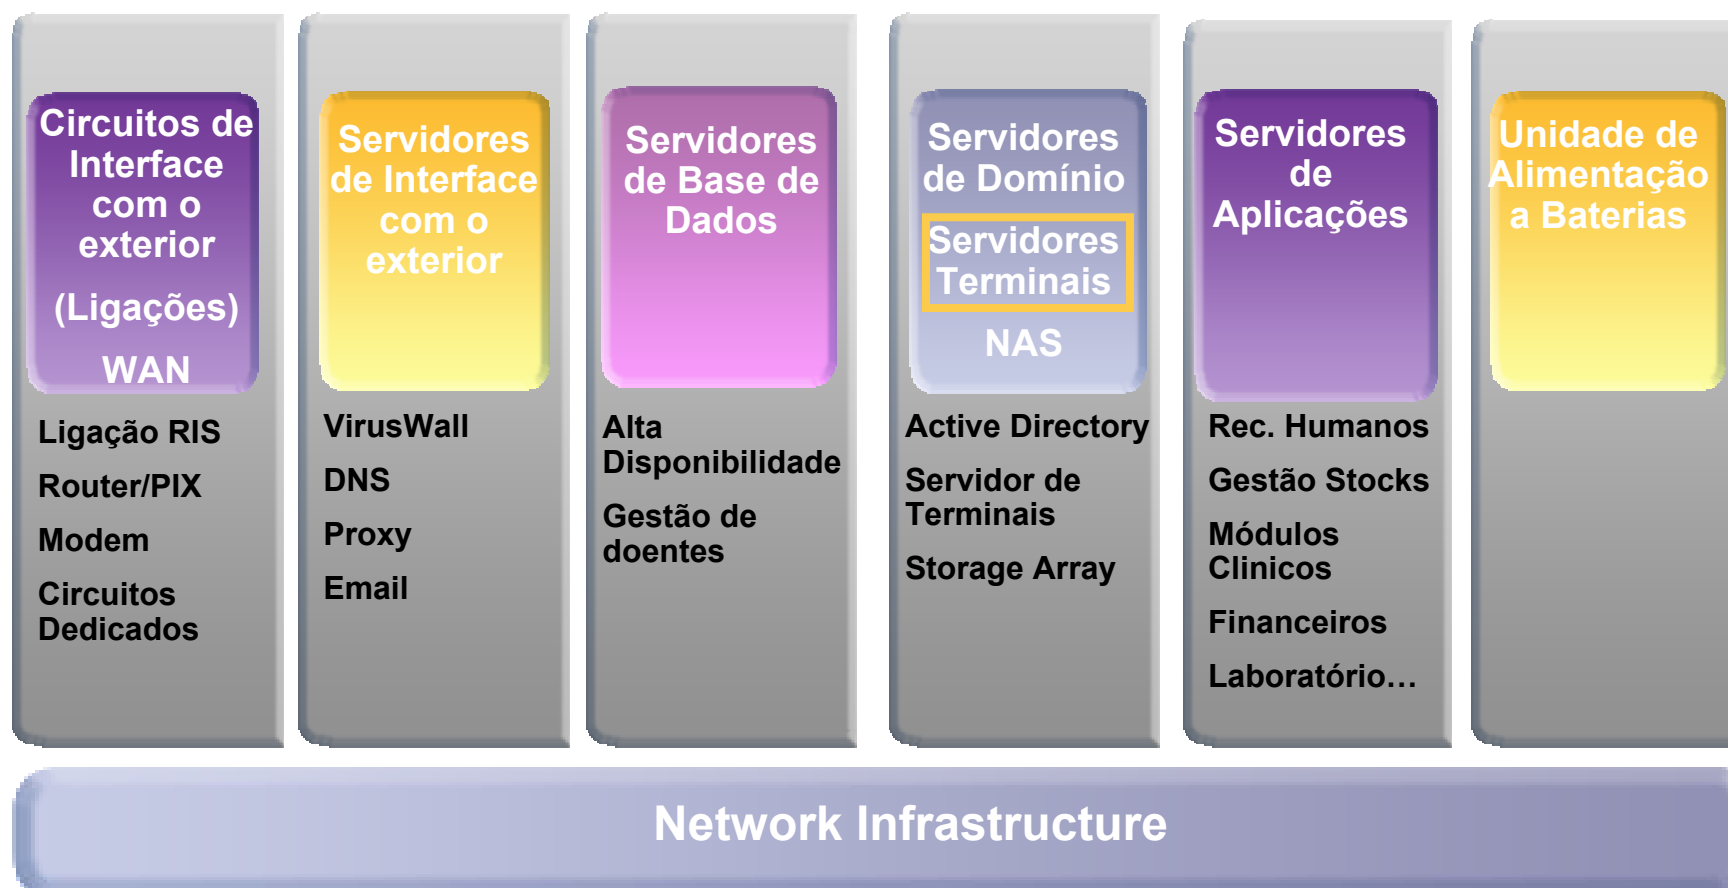 Circuitos de
Interface
com o
exterior
(Ligações)
WAN
Ligação RIS
Router/PIX
Modem
Circuitos
Dedicados
Servidores
de Interface
com o
exterior
VirusWall
DNS
Proxy
Email
Servidores
de Base de
Dados
Alta
Disponibilidade
Gestão de
doentes
Servidores
de Domínio
Servidores
Terminais
NAS
Active Directory
Servidor de
Terminais
Storage Array
Servidores
de
Aplicações
Rec. Humanos
Gestão Stocks
Módulos
Clinicos
Financeiros
Laboratório…
Unidade de
Alimentação
a Baterias
Network Infrastructure